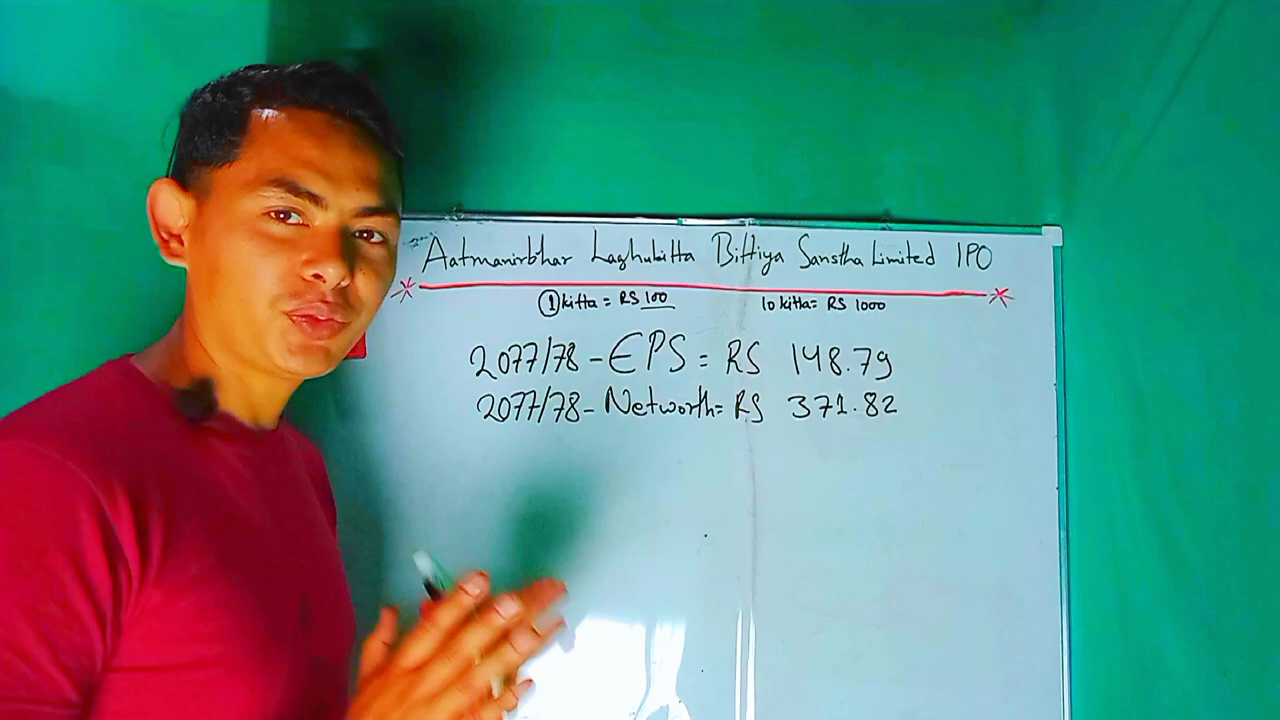 Aatmanirbhar Laghubitta Bittiya Sanstha Limited IPO
1 kitta = RS 100 10 kitta = RS 1000
2077/78 - EPS = RS 148.79
2077/78 - Networth = RS 371.82